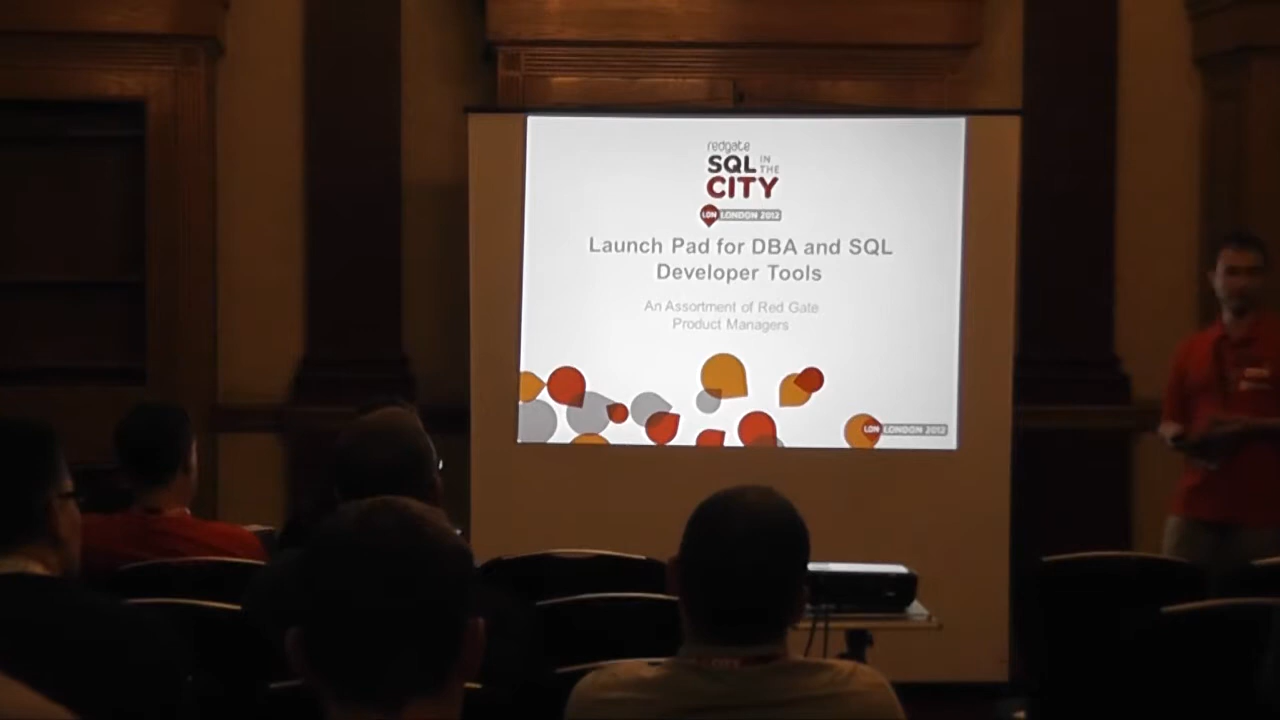 redgate
SQL IN THE
CITY
LDN LONDON 2012
Launch Pad for DBA and SQL
Developer Tools
An Assortment of Red Gate
Product Managers
LDN LONDON 2012